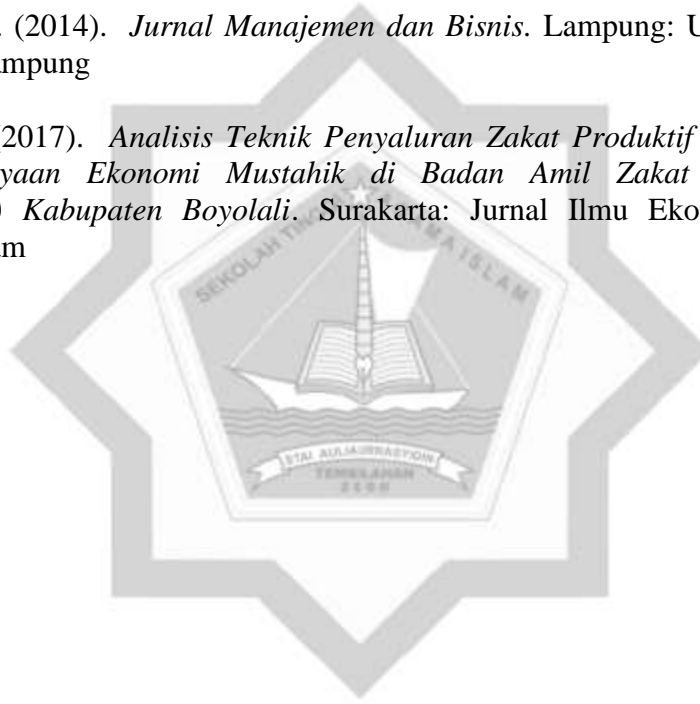 . (2014). Jurnal Manajemen dan Bisnis. Lampung: U
ampung
(2017). Analisis Teknik Penyaluran Zakat Produktif
yaan Ekonomi Mustahik di Badan Amil Zakat
) Kabupaten Boyolali. Surakarta: Jurnal Ilmu Eko
am
SEKOLAH TINGGI AGAMA ISLAM
STAI AULIAURRASYIDIN
TEMBILAHAN